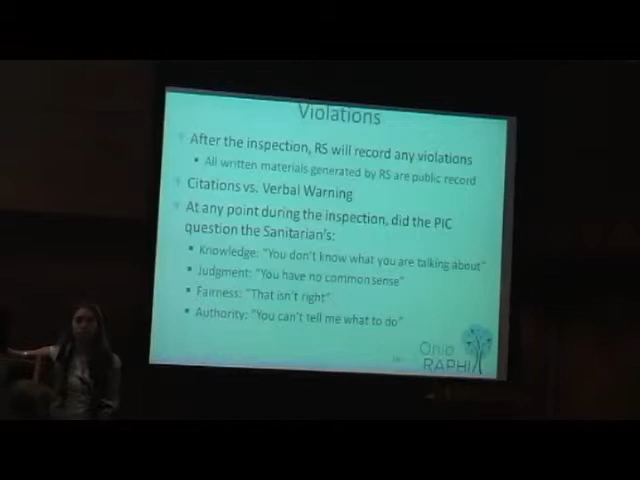 Violations
After the inspection, RS will record any violations
All written materials generated by RS are public record
Citations vs. Verbal Warning
At any point during the inspection, did the PIC
question the Sanitarian's:
Knowledge: "You don't know what you are talking about"
Judgment: "You have no common sense"
Fairness: "That isn't right"
Authority: "You can't tell me what to do"
Ohio
RAPHI